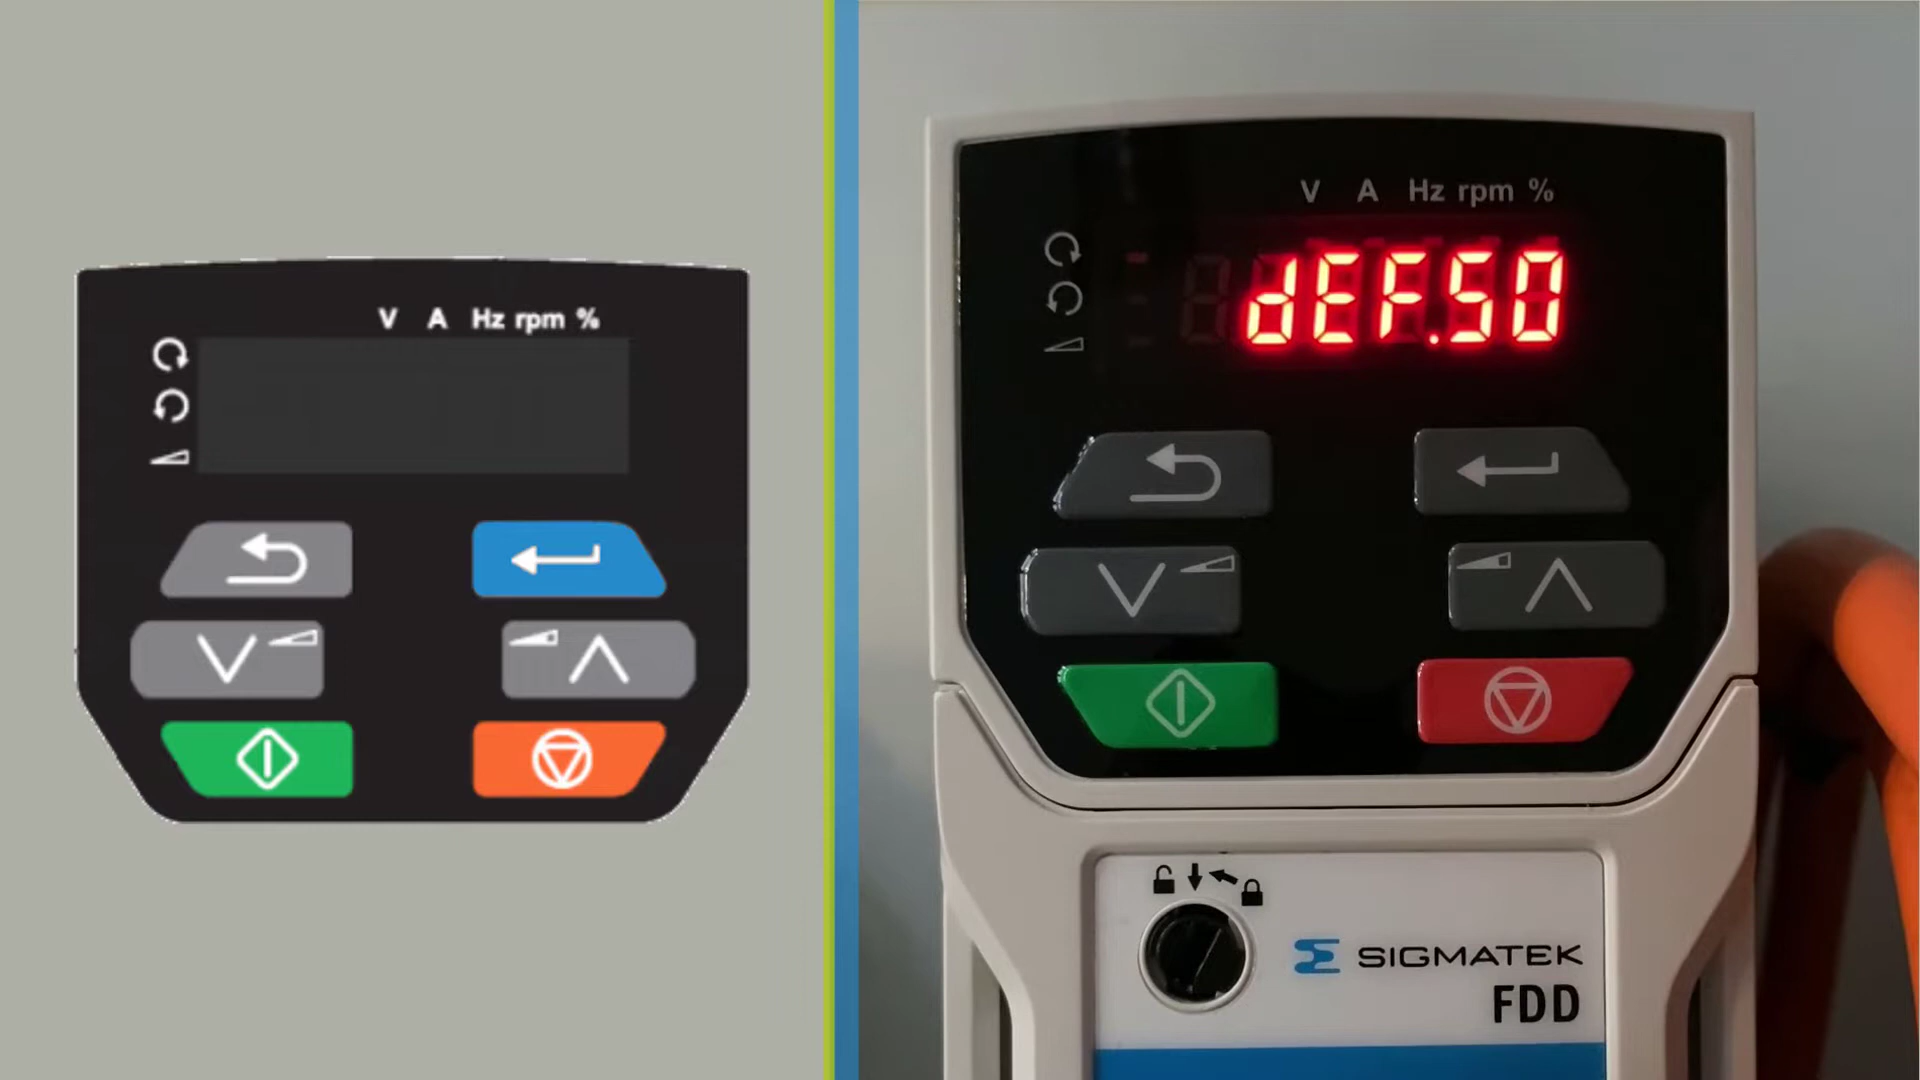 V A Hz rpm %
V A Hz rpm %
dEF.50
SIGMATEK
FDD